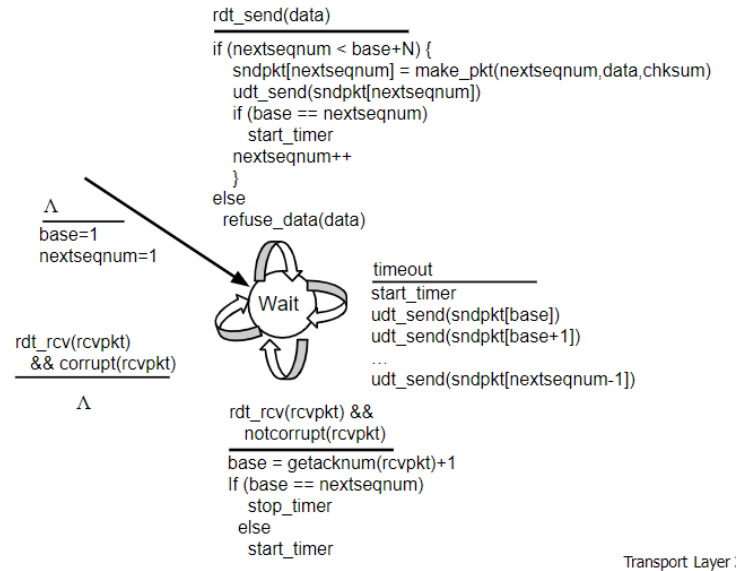 rdt_send(data)
if (nextseqnum < base+N) {
sndpkt[nextseqnum] = make_pkt(nextseqnum,data,chksum)
udt_send(sndpkt[nextseqnum])
if (base == nextseqnum)
start_timer
nextseqnum++
}
else
refuse_data(data)
Λ
base=1
nextseqnum=1
Wait
timeout
start_timer
udt_send(sndpkt[base])
udt_send(sndpkt[base+1])
…
udt_send(sndpkt[nextseqnum-1])
rdt_rcv(rcvpkt)
&& corrupt(rcvpkt)
Λ
rdt_rcv(rcvpkt) &&
notcorrupt(rcvpkt)
base = getacknum(rcvpkt)+1
If (base == nextseqnum)
stop_timer
else
start_timer
Transport Layer